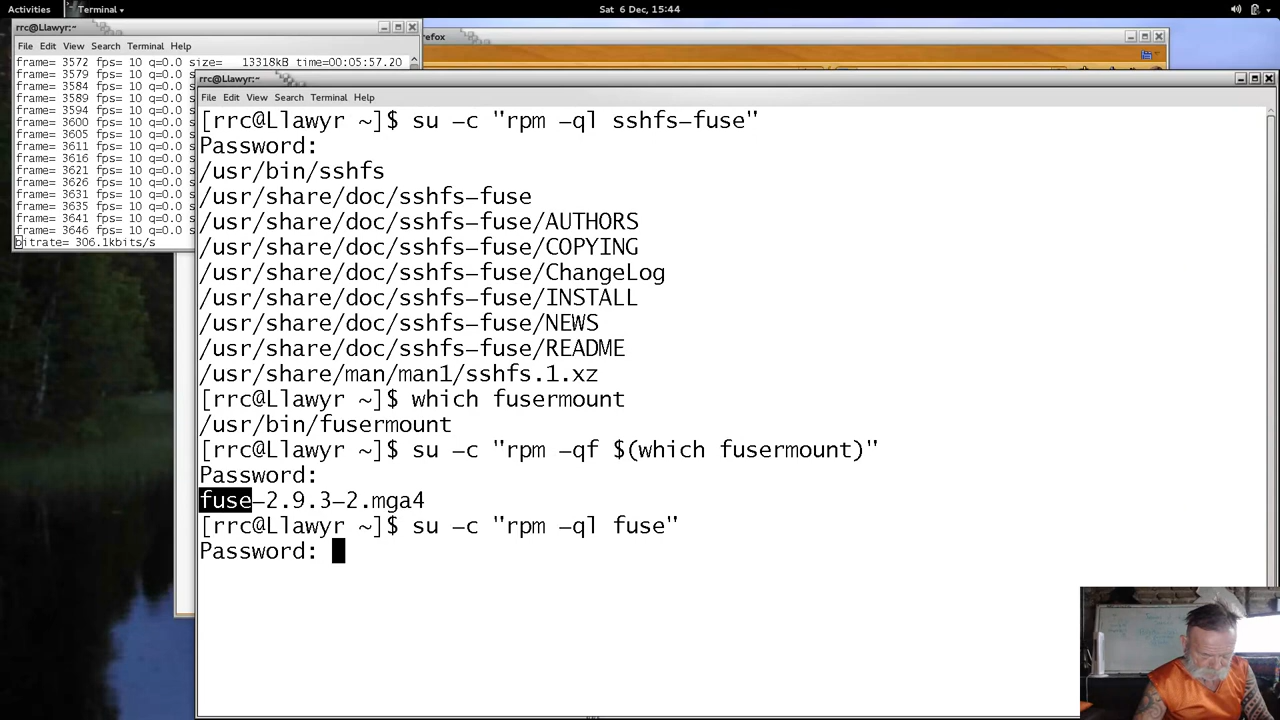 Activities
Terminal
Sat 6 Dec, 15:44
rrc@Llawyr:~
File Edit View Search Terminal Help
frame= 3572 fps= 10 q=0.0 size= 13318kB time=00:05:57.20
frame= 3579 fps= 10 q=0.0 s
frame= 3584 fps= 10 q=0.0 s
frame= 3589 fps= 10 q=0.0 s
frame= 3594 fps= 10 q=0.0 s
frame= 3600 fps= 10 q=0.0 s
frame= 3605 fps= 10 q=0.0 s
frame= 3611 fps= 10 q=0.0 s
frame= 3616 fps= 10 q=0.0 s
frame= 3621 fps= 10 q=0.0 s
frame= 3626 fps= 10 q=0.0 s
frame= 3631 fps= 10 q=0.0 s
frame= 3635 fps= 10 q=0.0 s
frame= 3641 fps= 10 q=0.0 s
frame= 3646 fps= 10 q=0.0 s
bitrate= 306.1kbits/s
refox
rrc@Llawyr:~
File Edit View Search Terminal Help
[rrc@Llawyr ~]$ su -c "rpm -ql sshfs-fuse"
Password:
/usr/bin/sshfs
/usr/share/doc/sshfs-fuse
/usr/share/doc/sshfs-fuse/AUTHORS
/usr/share/doc/sshfs-fuse/COPYING
/usr/share/doc/sshfs-fuse/ChangeLog
/usr/share/doc/sshfs-fuse/INSTALL
/usr/share/doc/sshfs-fuse/NEWS
/usr/share/doc/sshfs-fuse/README
/usr/share/man/man1/sshfs.1.xz
[rrc@Llawyr ~]$ which fusermount
/usr/bin/fusermount
[rrc@Llawyr ~]$ su -c "rpm -qf $(which fusermount)"
Password:
fuse-2.9.3-2.mga4
[rrc@Llawyr ~]$ su -c "rpm -ql fuse"
Password: